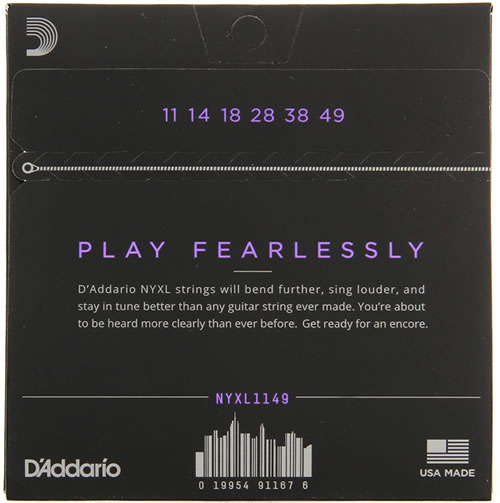 11 14 18 28 38 49
PLAY FEARLESSLY
D'Addario NYXL strings will bend further, sing louder, and
stay in tune better than any guitar string ever made. You're about
to be heard more clearly than ever before. Get ready for an encore.
NYXL1149
D'Addario
0 19954 91167 6
USA MADE